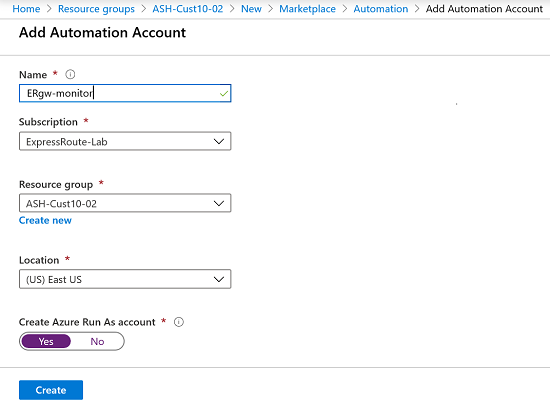 Home > Resource groups > ASH-Cust10-02 > New > Marketplace > Automation > Add Automation Account
Add Automation Account
Name *
ERgw-monitor
Subscription *
ExpressRoute-Lab
Resource group *
ASH-Cust10-02
Create new
Location *
(US) East US
Create Azure Run As account *
Yes No
Create